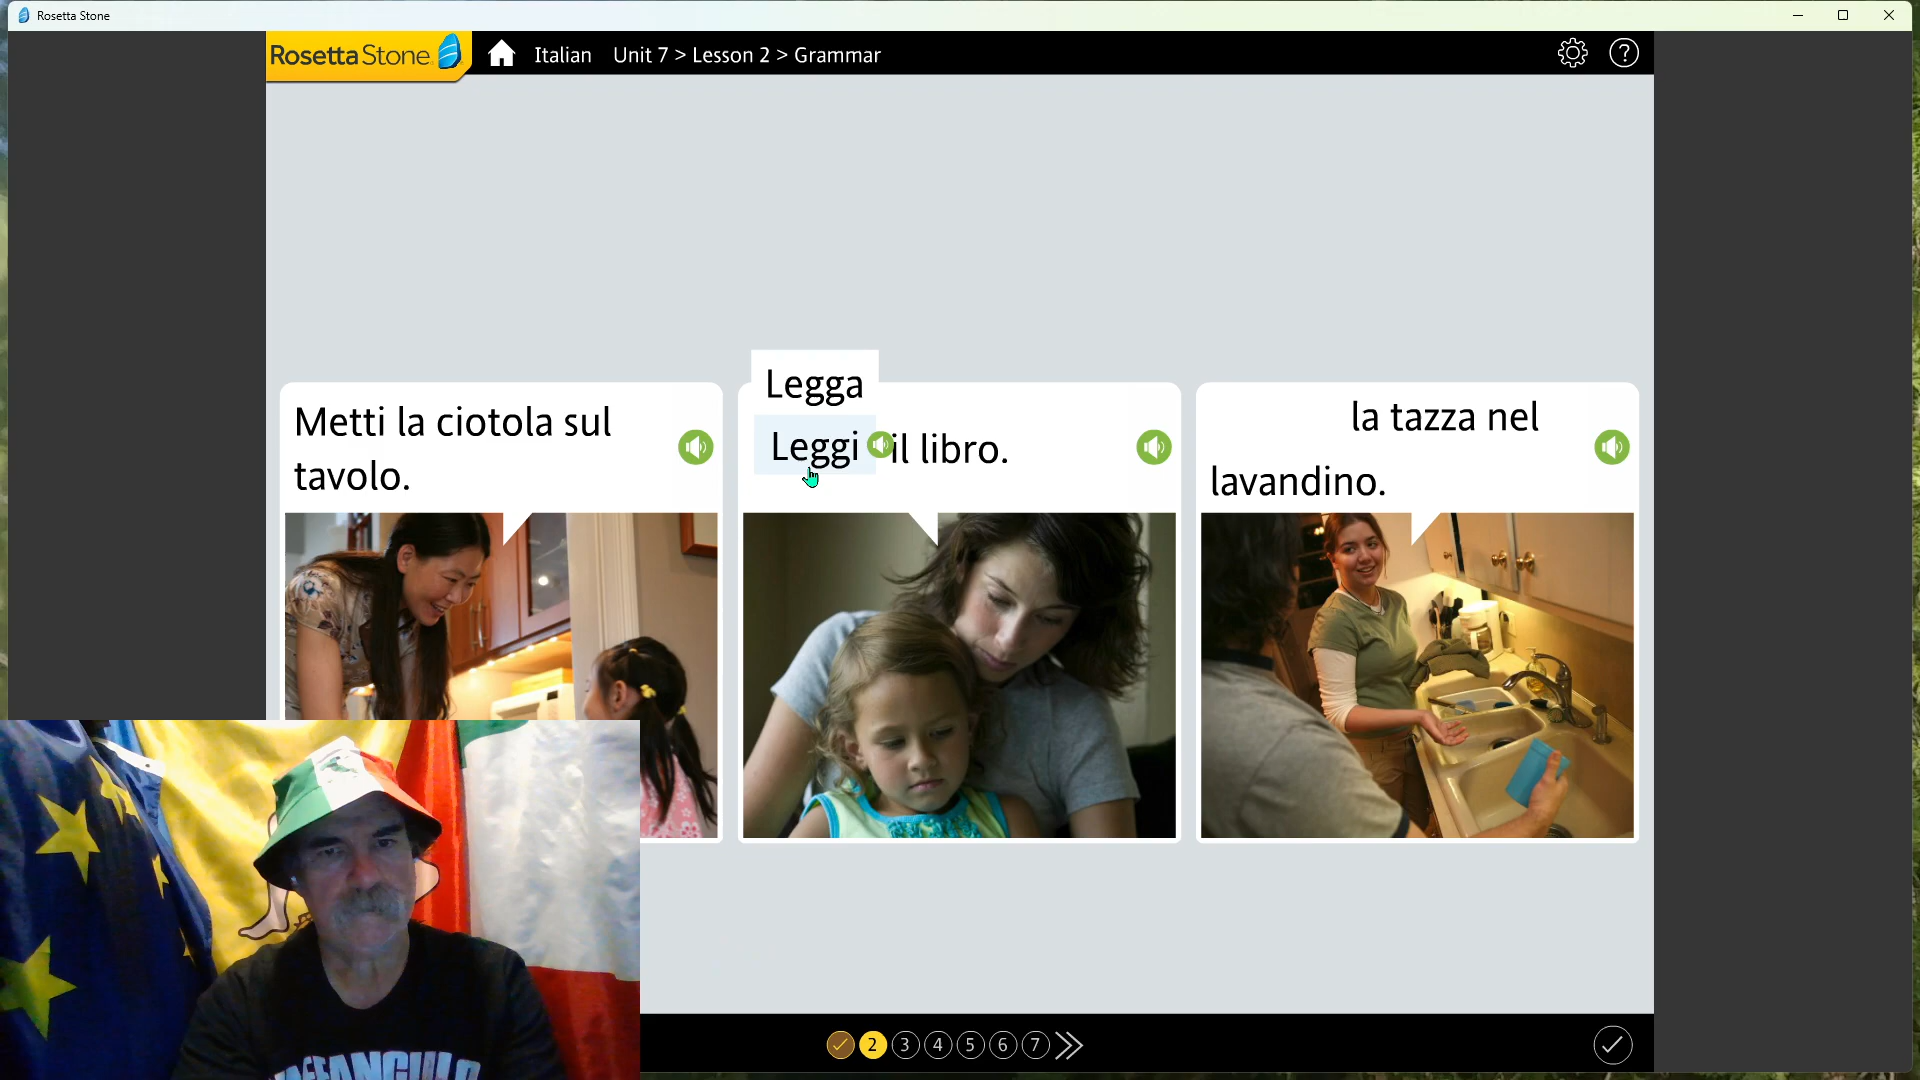 Rosetta Stone
RosettaStone
Italian Unit 7 > Lesson 2 > Grammar
?
Metti la ciotola sul
tavolo.
Legga
Leggi il libro.
la tazza nel
lavandino.
2 3 4 5 6 7